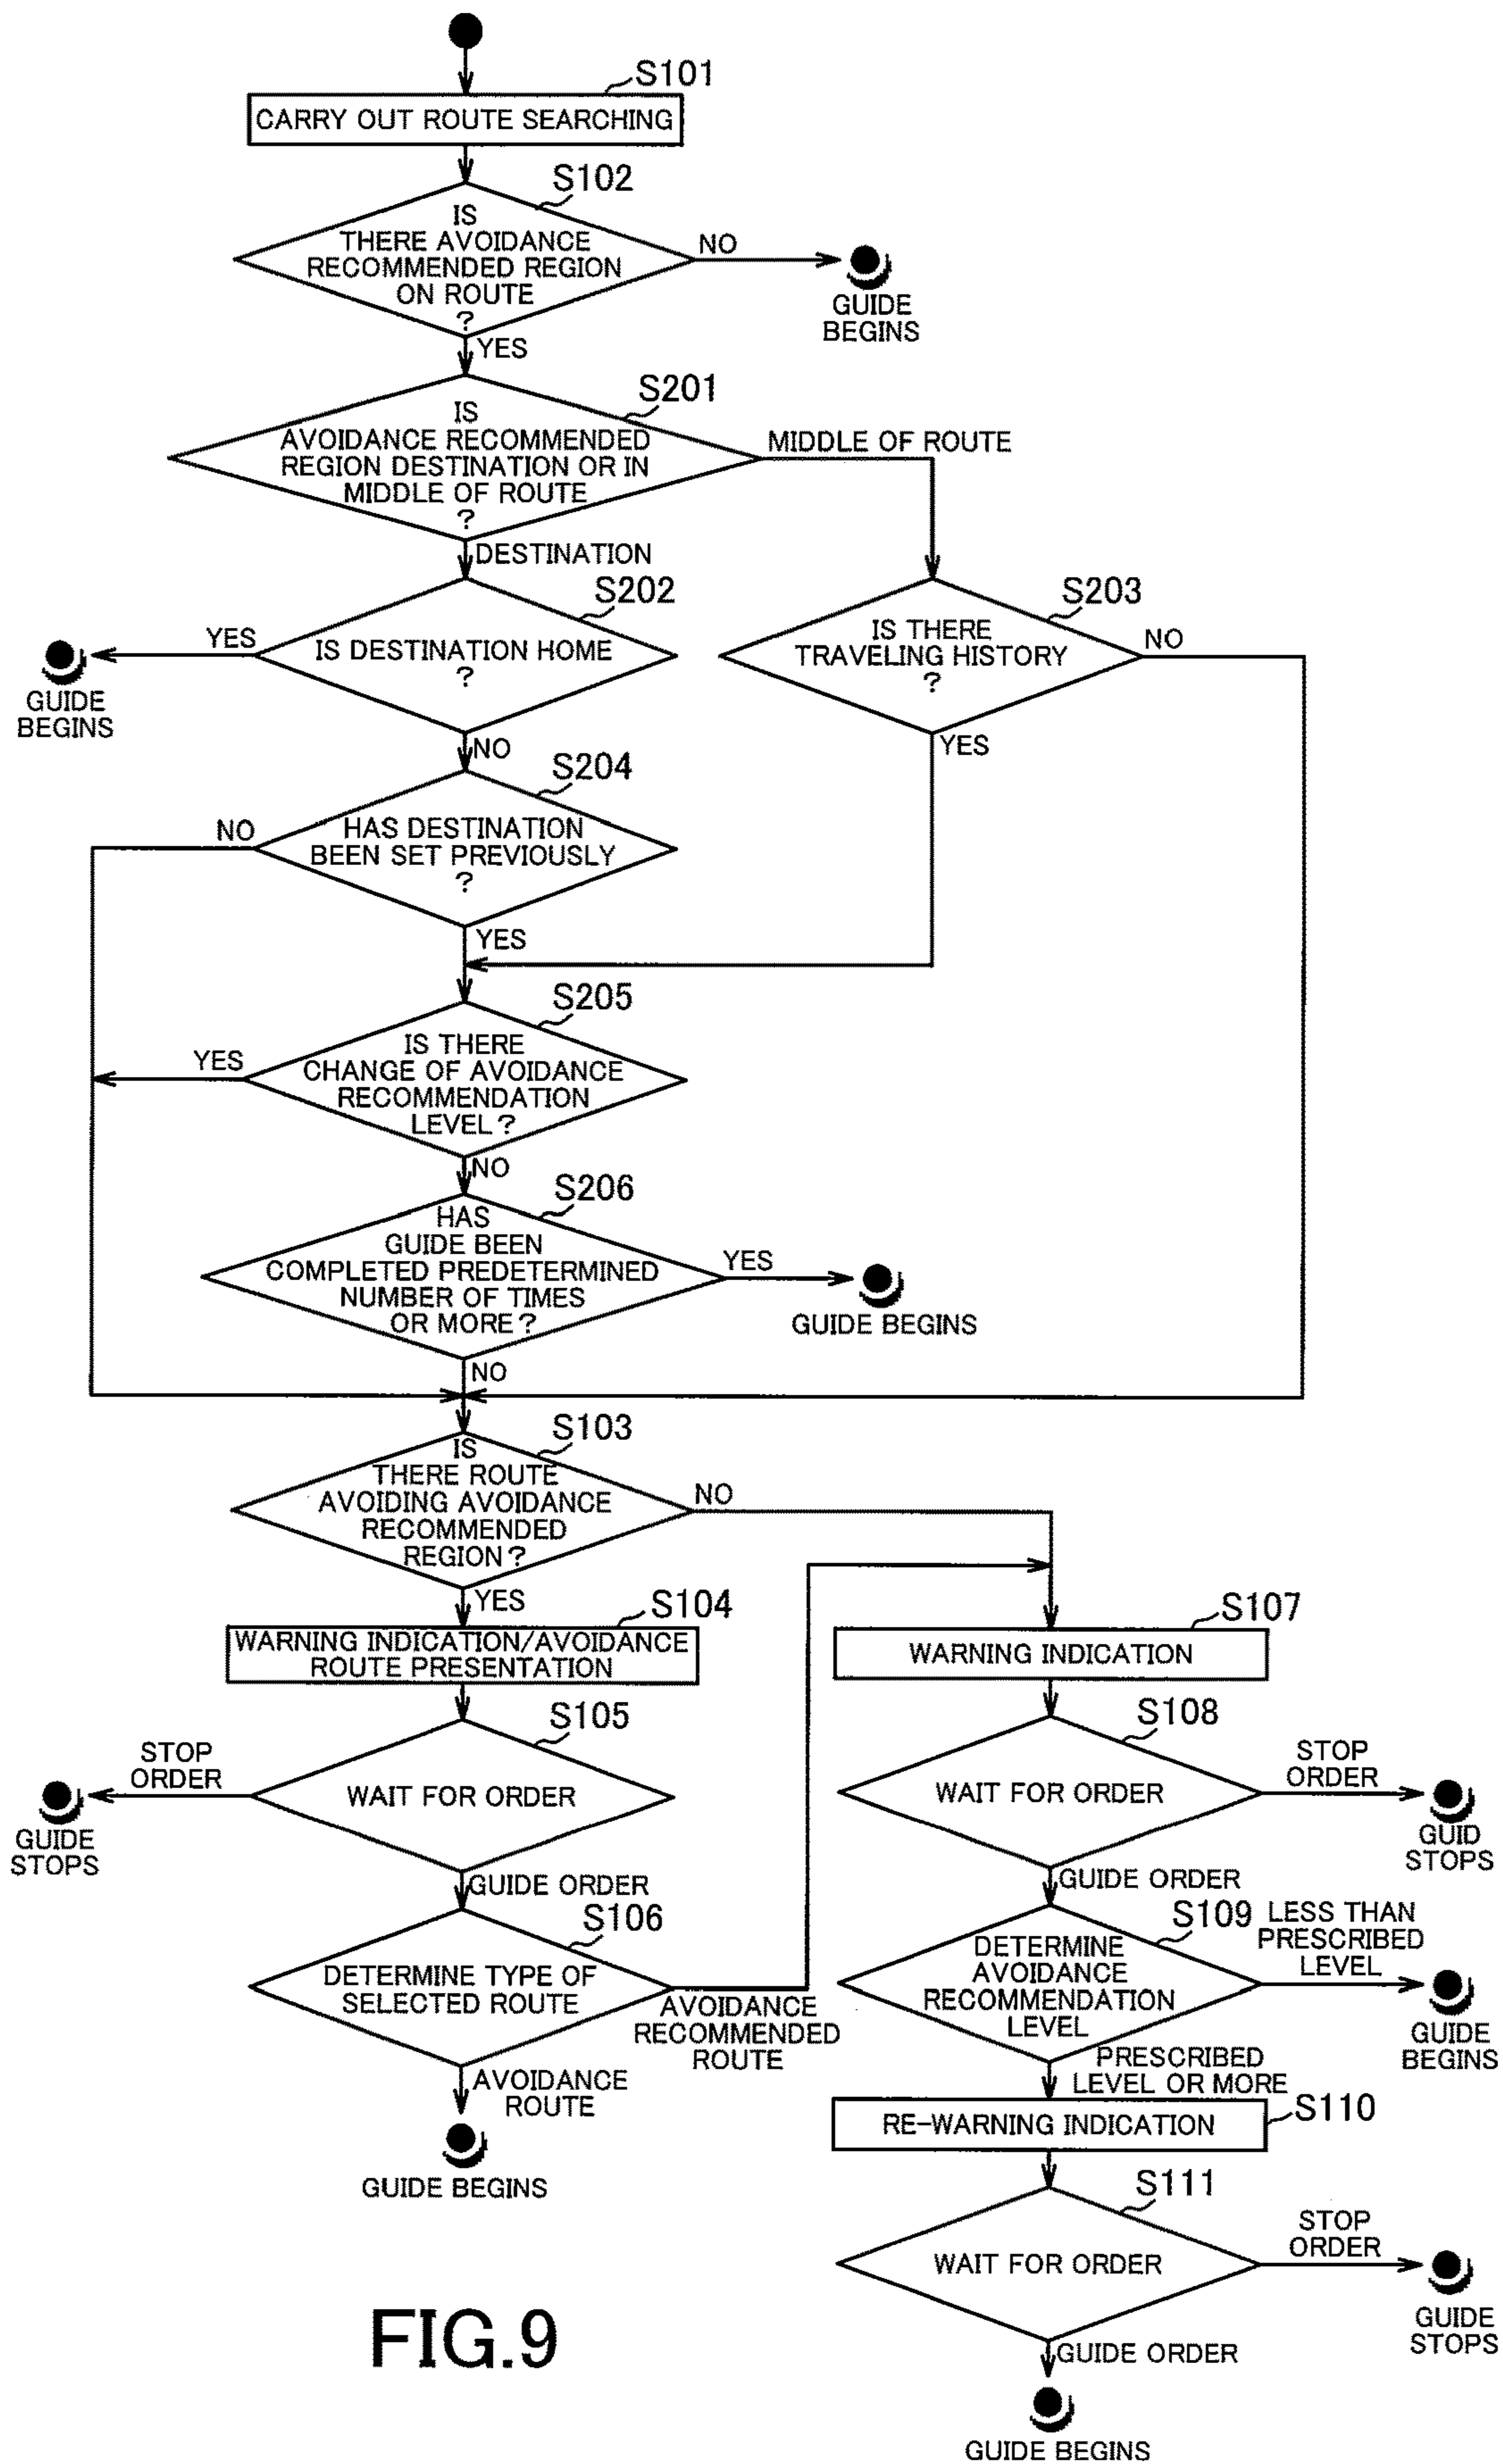 S101
CARRY OUT ROUTE SEARCHING
S102
IS
THERE AVOIDANCE
RECOMMENDED REGION
ON ROUTE
?
NO
GUIDE
BEGINS
YES
S201
IS
AVOIDANCE RECOMMENDED
REGION DESTINATION OR IN
MIDDLE OF ROUTE
?
MIDDLE OF ROUTE
DESTINATION
S202
IS DESTINATION HOME
?
YES
GUIDE
BEGINS
S203
IS THERE
TRAVELING HISTORY
?
NO
YES
NO
S204
HAS DESTINATION
BEEN SET PREVIOUSLY
?
NO
YES
S205
IS THERE
CHANGE OF AVOIDANCE
RECOMMENDATION
LEVEL?
YES
NO
S206
HAS
GUIDE BEEN
COMPLETED PREDETERMINED
NUMBER OF TIMES
OR MORE?
YES
GUIDE BEGINS
NO
S103
IS
THERE ROUTE
AVOIDING AVOIDANCE
RECOMMENDED
REGION?
NO
YES
S104
WARNING INDICATION/AVOIDANCE
ROUTE PRESENTATION
S105
WAIT FOR ORDER
STOP
ORDER
GUIDE
STOPS
GUIDE ORDER
S106
DETERMINE TYPE OF
SELECTED ROUTE
AVOIDANCE
RECOMMENDED
ROUTE
AVOIDANCE
ROUTE
GUIDE BEGINS
S107
WARNING INDICATION
S108
WAIT FOR ORDER
STOP
ORDER
GUID
STOPS
GUIDE ORDER
S109
DETERMINE
AVOIDANCE
RECOMMENDATION
LEVEL
LESS THAN
PRESCRIBED
LEVEL
GUIDE
BEGINS
PRESCRIBED
LEVEL OR MORE
RE-WARNING INDICATION
S110
S111
WAIT FOR ORDER
STOP
ORDER
GUIDE
STOPS
GUIDE ORDER
GUIDE BEGINS
FIG.9